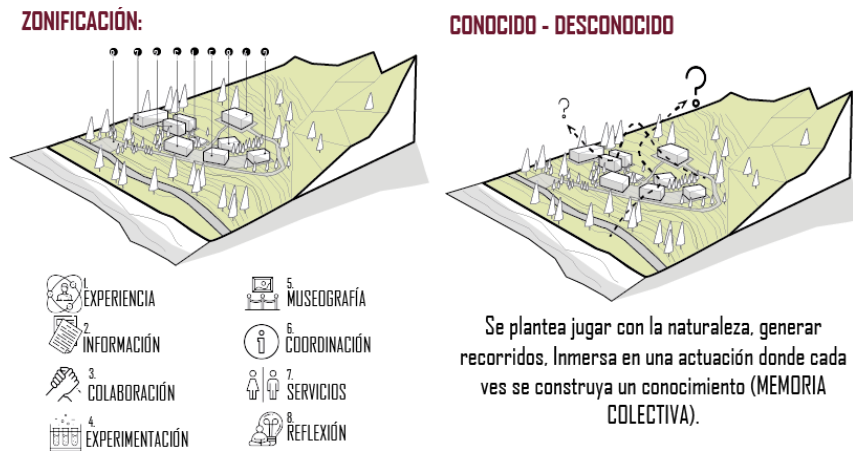 ZONIFICACIÓN:
1.
EXPERIENCIA
2.
INFORMACIÓN
3.
COLABORACIÓN
4.
EXPERIMENTACIÓN
5.
MUSEOGRAFÍA
6.
COORDINACIÓN
7.
SERVICIOS
8.
REFLEXIÓN
CONOCIDO - DESCONOCIDO
?
?
Se plantea jugar con la naturaleza, generar
recorridos, Inmersa en una actuación donde cada
ves se construya un conocimiento (MEMORIA
COLECTIVA).